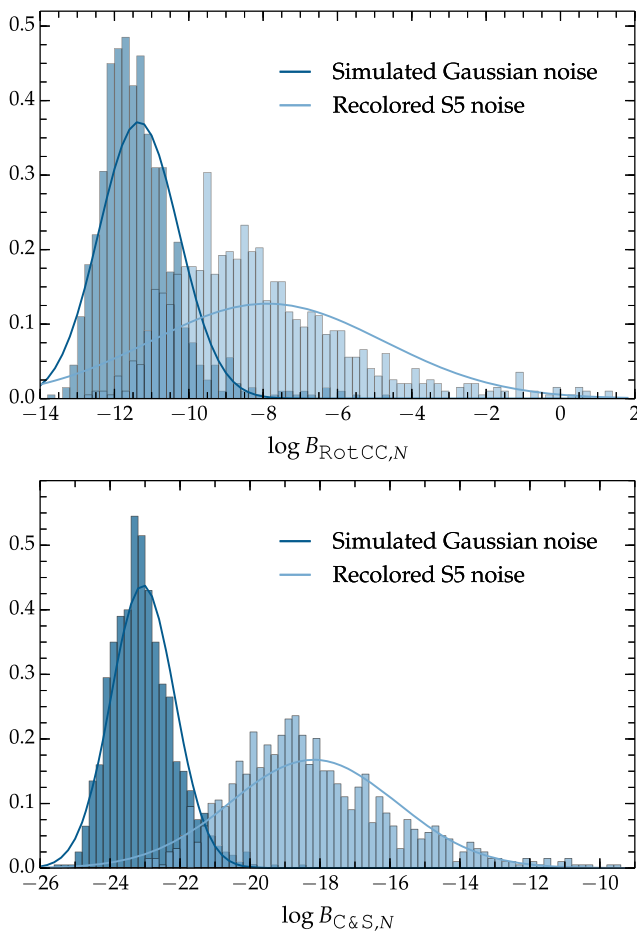 0.5
Simulated Gaussian noise
Recolored S5 noise
0.4
0.3
0.2
0.1
0.0
−14 −12 −10 −8 −6 −4 −2 0 2
log B_RotCC,N
Simulated Gaussian noise
Recolored S5 noise
0.5
0.4
0.3
0.2
0.1
0.0
−26 −24 −22 −20 −18 −16 −14 −12 −10
log B_C&S,N